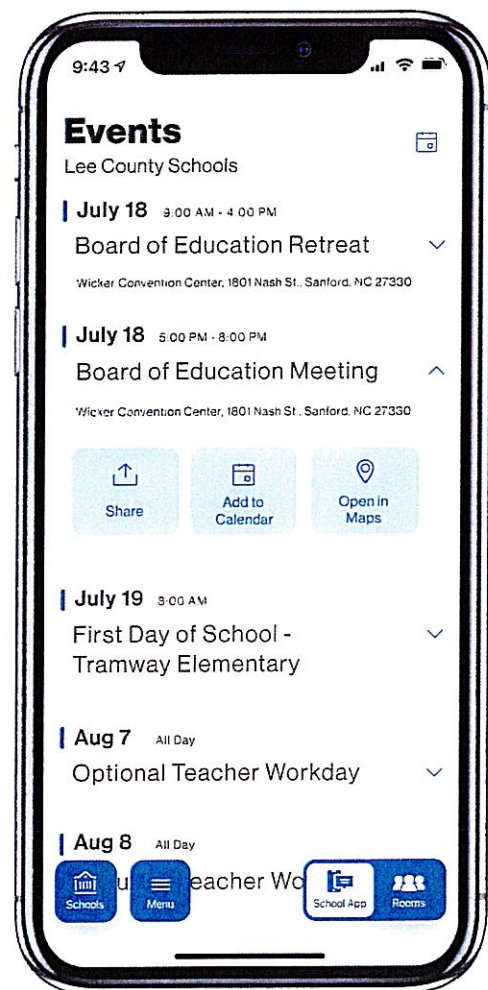 9:43
Events
Lee County Schools
July 18 9:00 AM - 4:00 PM
Board of Education Retreat
Wicker Convention Center, 1801 Nash St., Sanford, NC 27330
July 18 5:00 PM - 8:00 PM
Board of Education Meeting
Wicker Convention Center, 1801 Nash St., Sanford, NC 27330
Share
Add to
Calendar
Open in
Maps
July 19 8:00 AM
First Day of School -
Tramway Elementary
Aug 7 All Day
Optional Teacher Workday
Aug 8 All Day
eacher Wo
Schools Menu School App Rooms